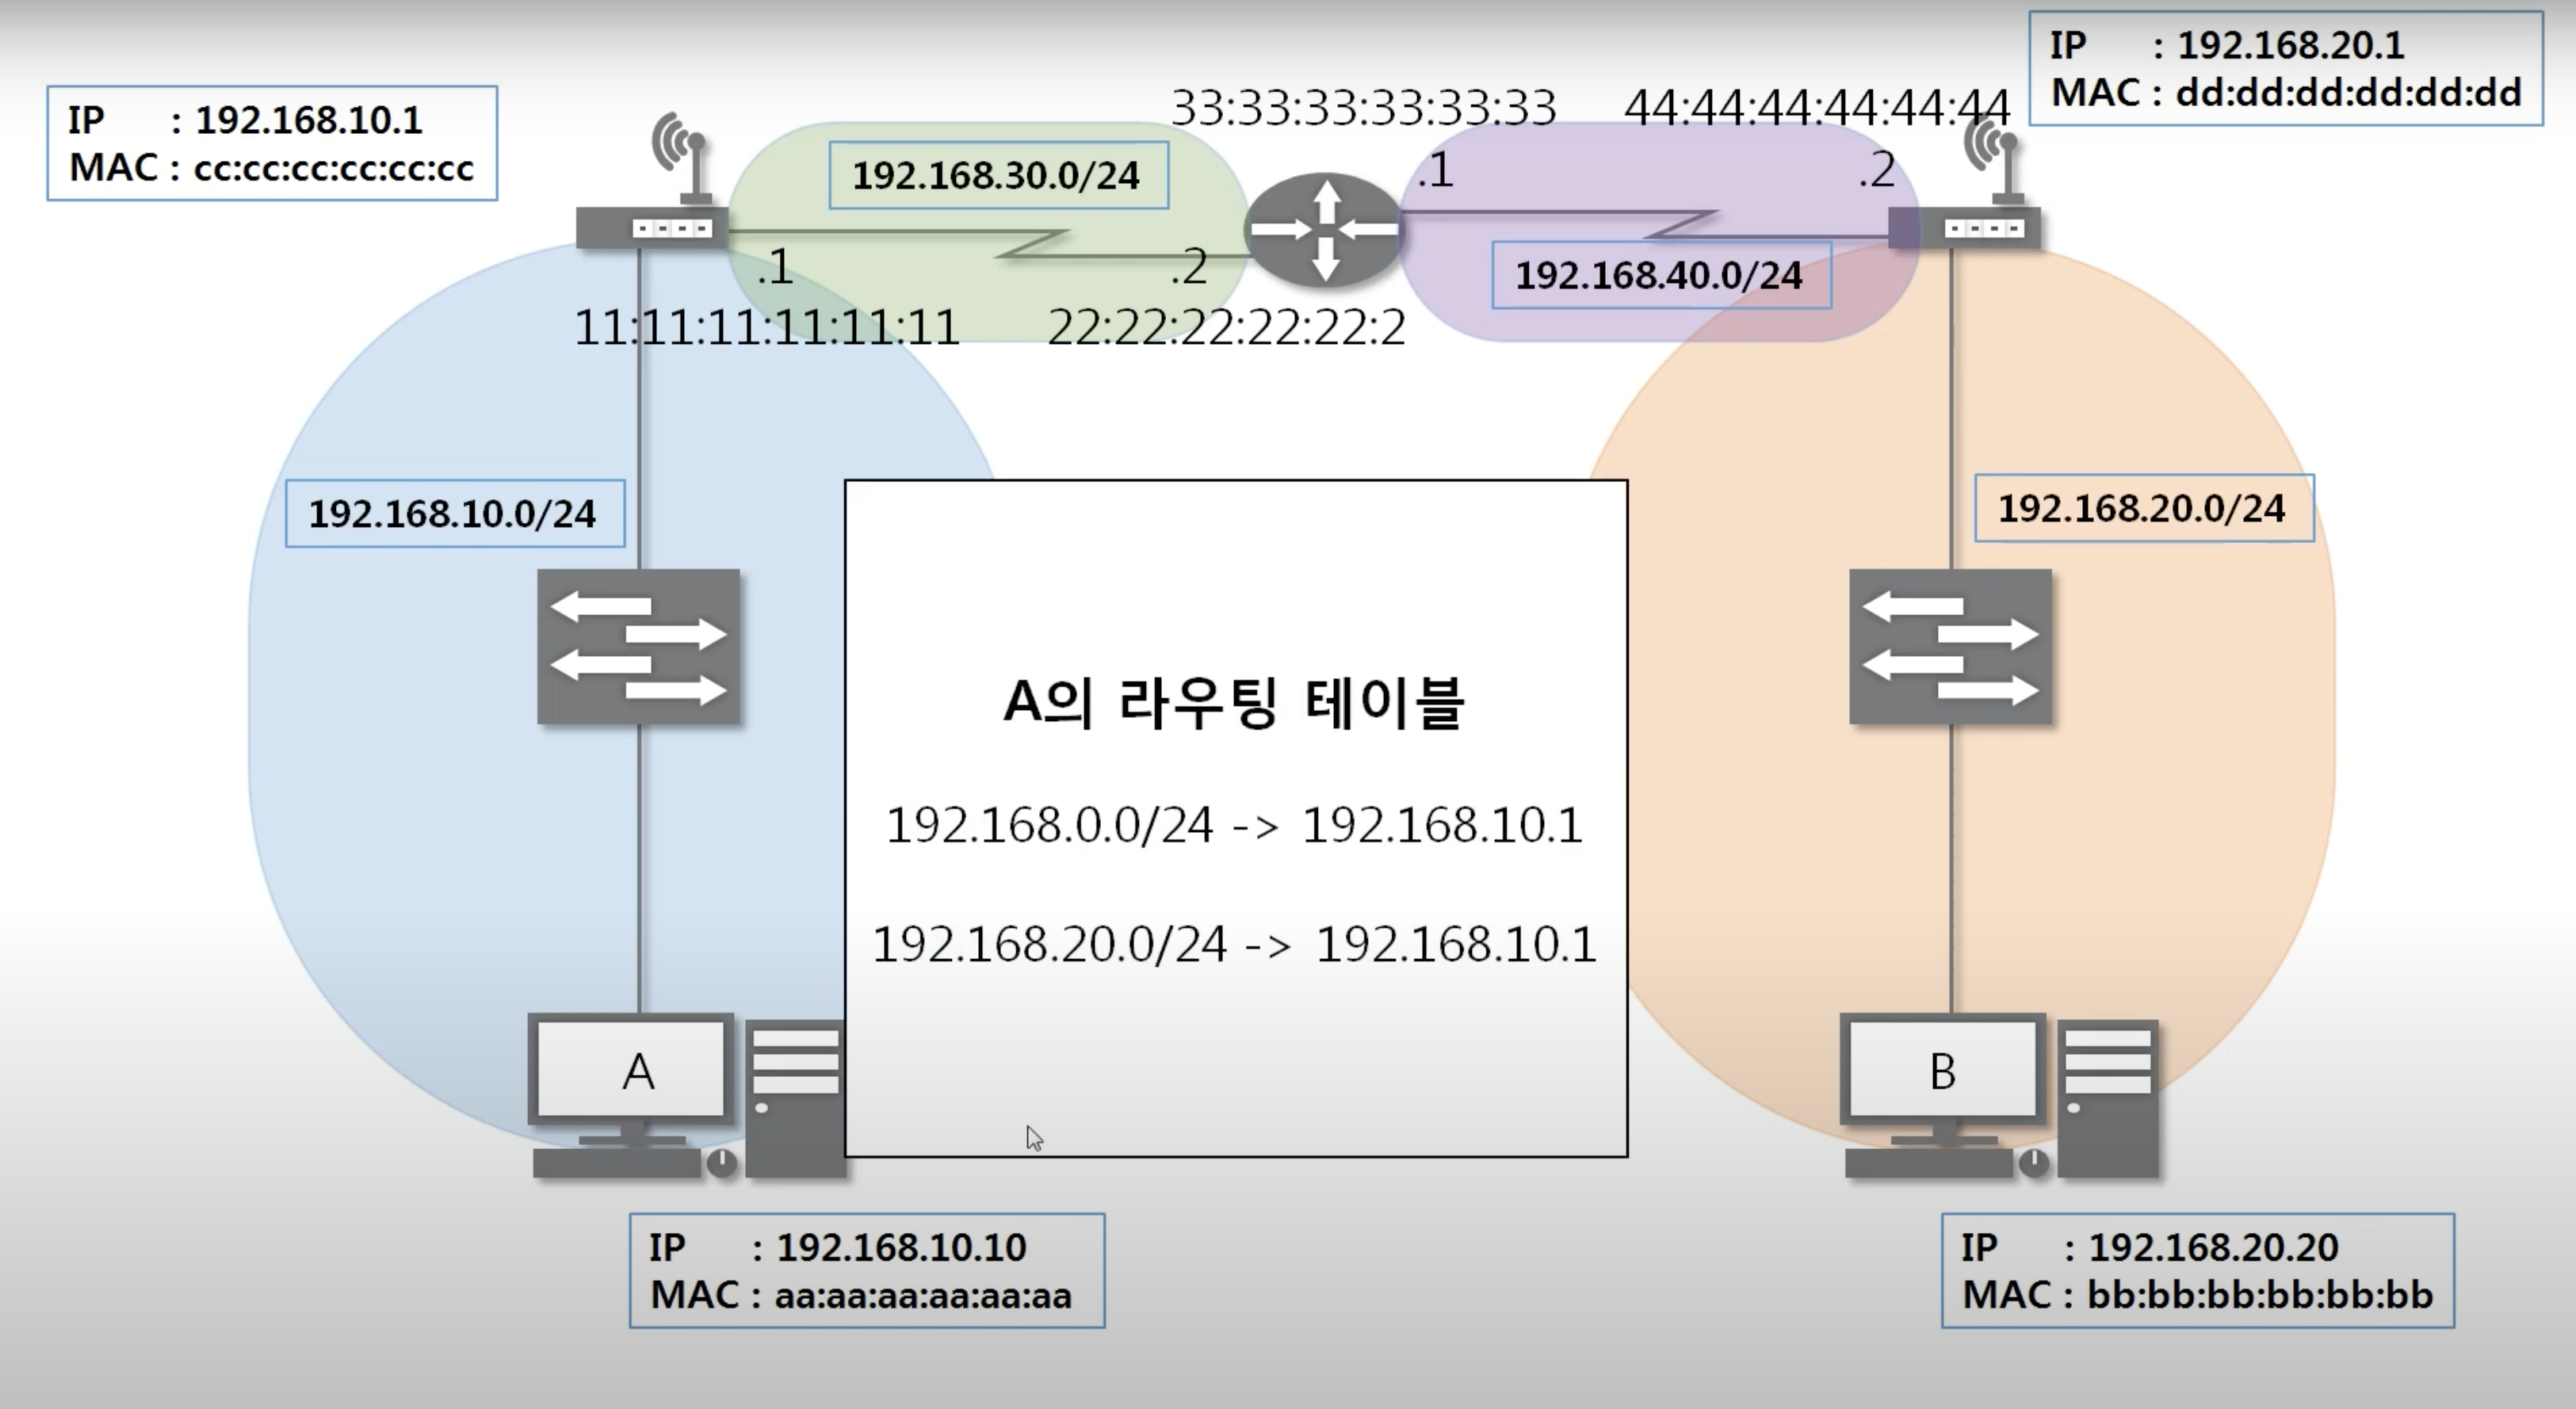 IP : 192.168.20.1
MAC : dd:dd:dd:dd:dd:dd
IP : 192.168.10.1
MAC : cc:cc:cc:cc:cc:cc
33:33:33:33:33:33
44:44:44:44:44:44
192.168.30.0/24
.1
.2
.1
.2
192.168.40.0/24
11:11:11:11:11:11
22:22:22:22:22:2
192.168.10.0/24
192.168.20.0/24
A의 라우팅 테이블
192.168.0.0/24 -> 192.168.10.1
192.168.20.0/24 -> 192.168.10.1
A
B
IP : 192.168.10.10
MAC : aa:aa:aa:aa:aa:aa
IP : 192.168.20.20
MAC : bb:bb:bb:bb:bb:bb